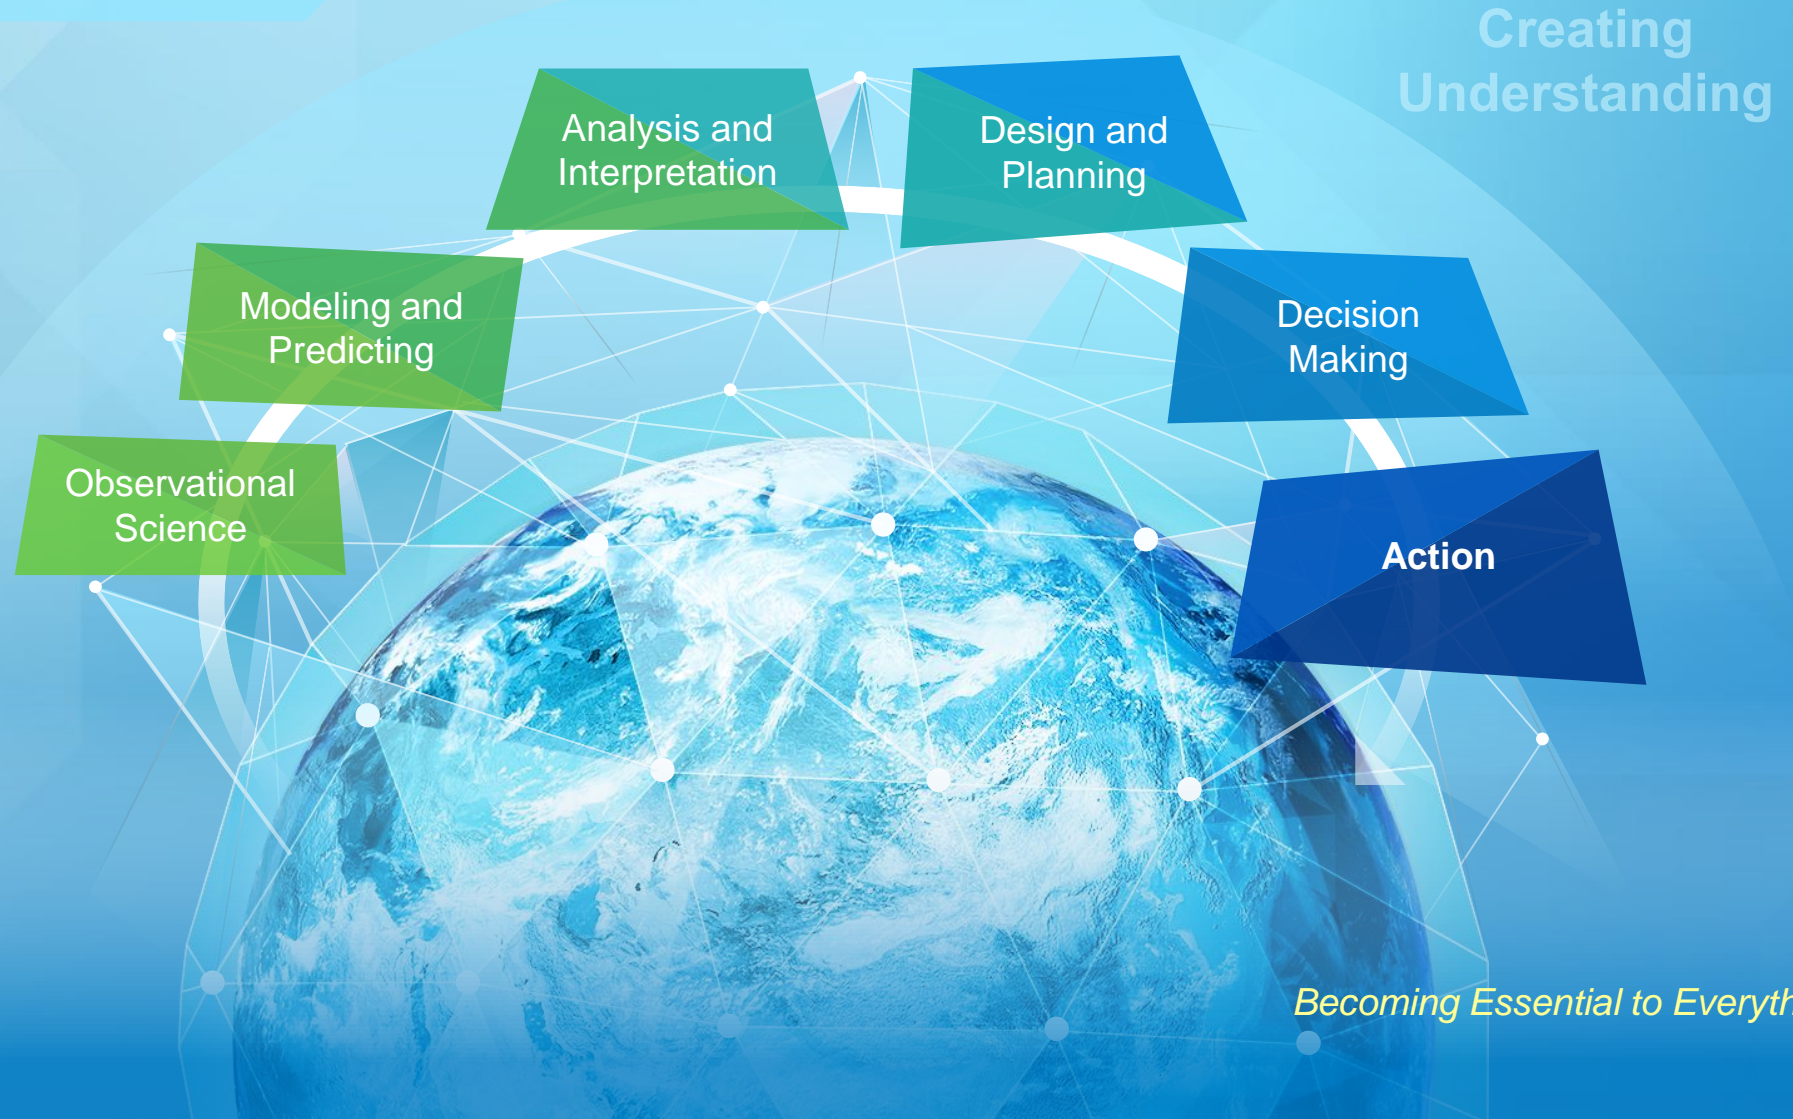 Creating
Understanding
Analysis and
Interpretation
Design and
Planning
Modeling and
Predicting
Decision
Making
Observational
Science
Action
Becoming Essential to Everyth